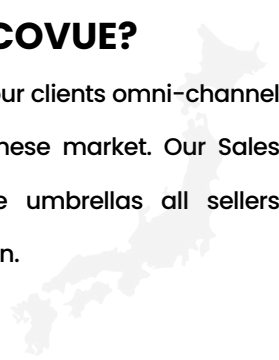 COVUE?
ur clients omni-channel
nese market. Our Sales
e umbrellas all sellers
n.